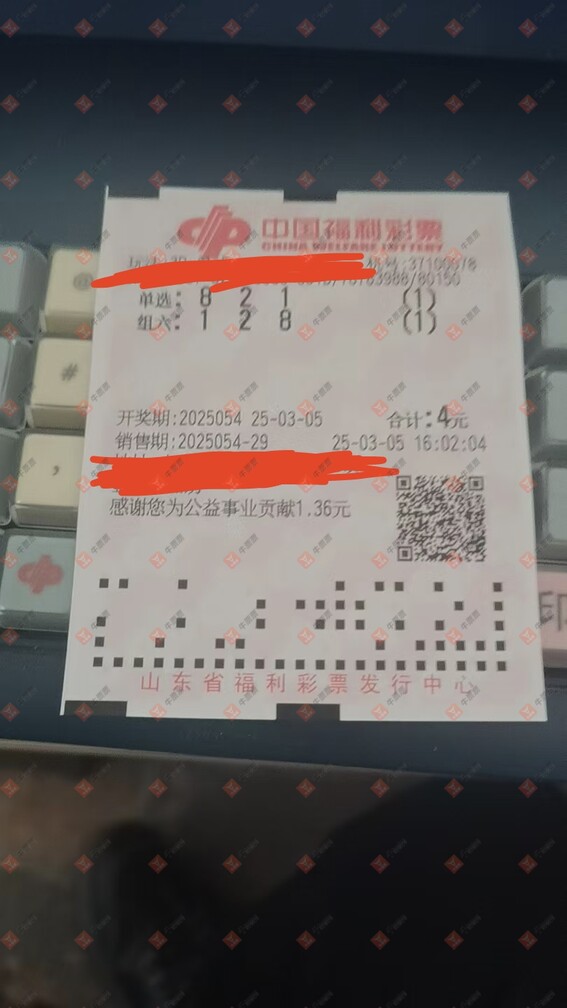 中国福利彩票
CHINA WELFARE LOTTERY
单选: 8 2 1 (1)
组六: 1 2 8 (1)
开奖期:2025054 25-03-05 合计:4元
销售期:2025054-29 25-03-05 16:02:04
感谢您为公益事业贡献1.36元
山东省福利彩票发行中心
#
,
印